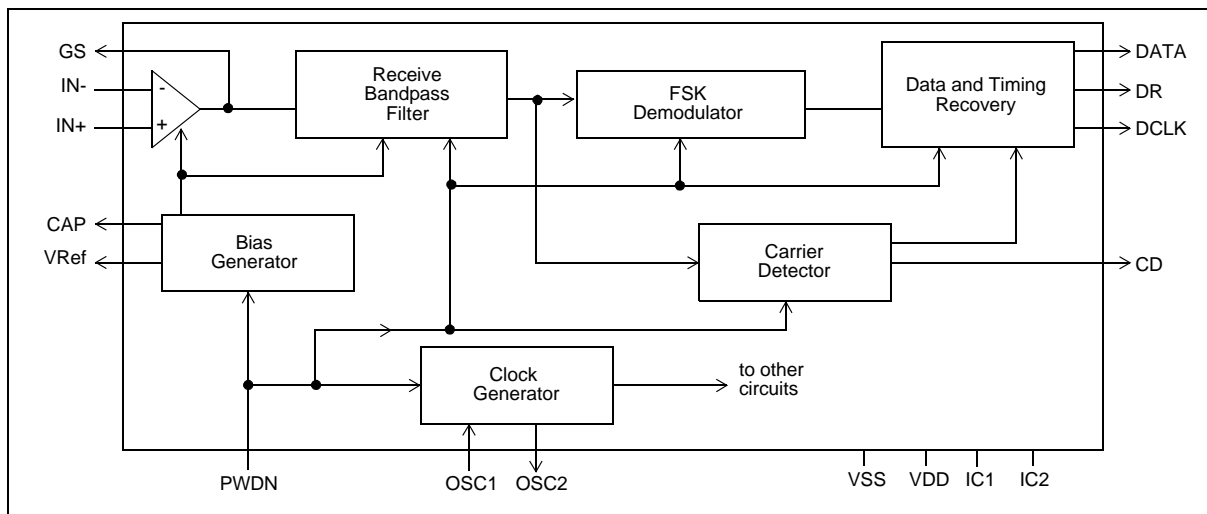 GS
IN-
IN+
-
+
Receive
Bandpass
Filter
FSK
Demodulator
Data and Timing
Recovery
DATA
DR
DCLK
CAP
VRef
Bias
Generator
Carrier
Detector
CD
Clock
Generator
to other
circuits
PWDN
OSC1
OSC2
VSS
VDD
IC1
IC2